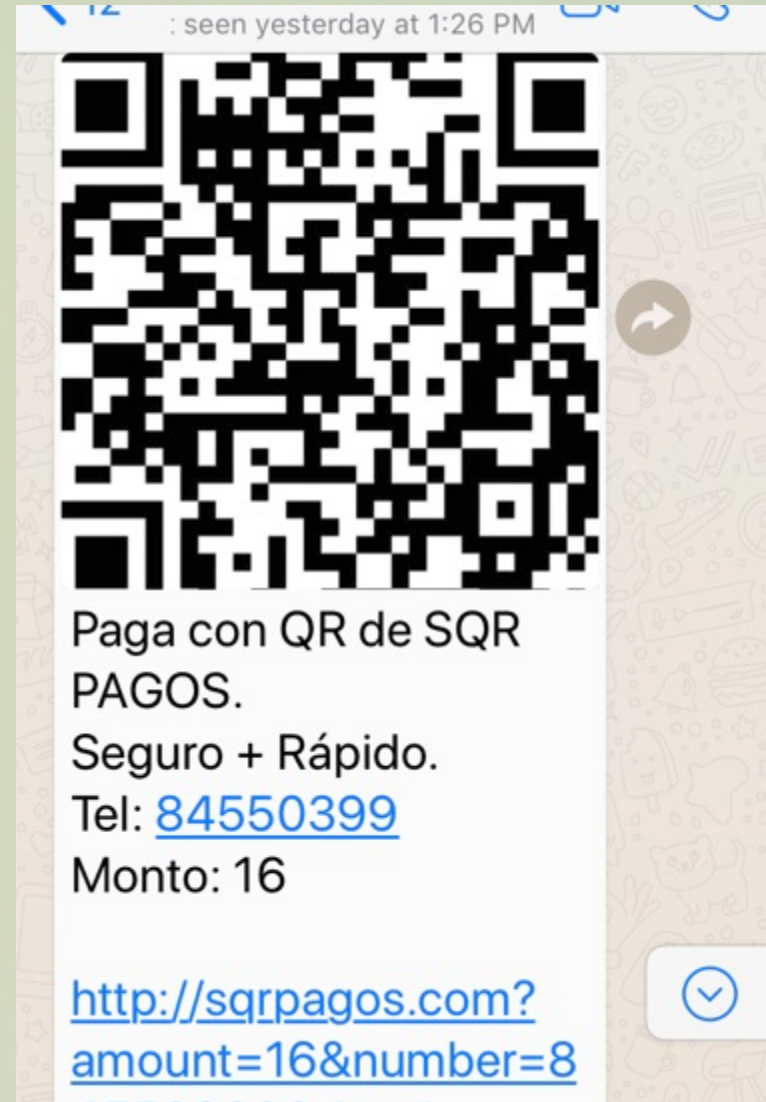 12
: seen yesterday at 1:26 PM
Paga con QR de SQR
PAGOS.
Seguro + Rápido.
Tel: 84550399
Monto: 16
http://sqrpagos.com?
amount=16&number=8